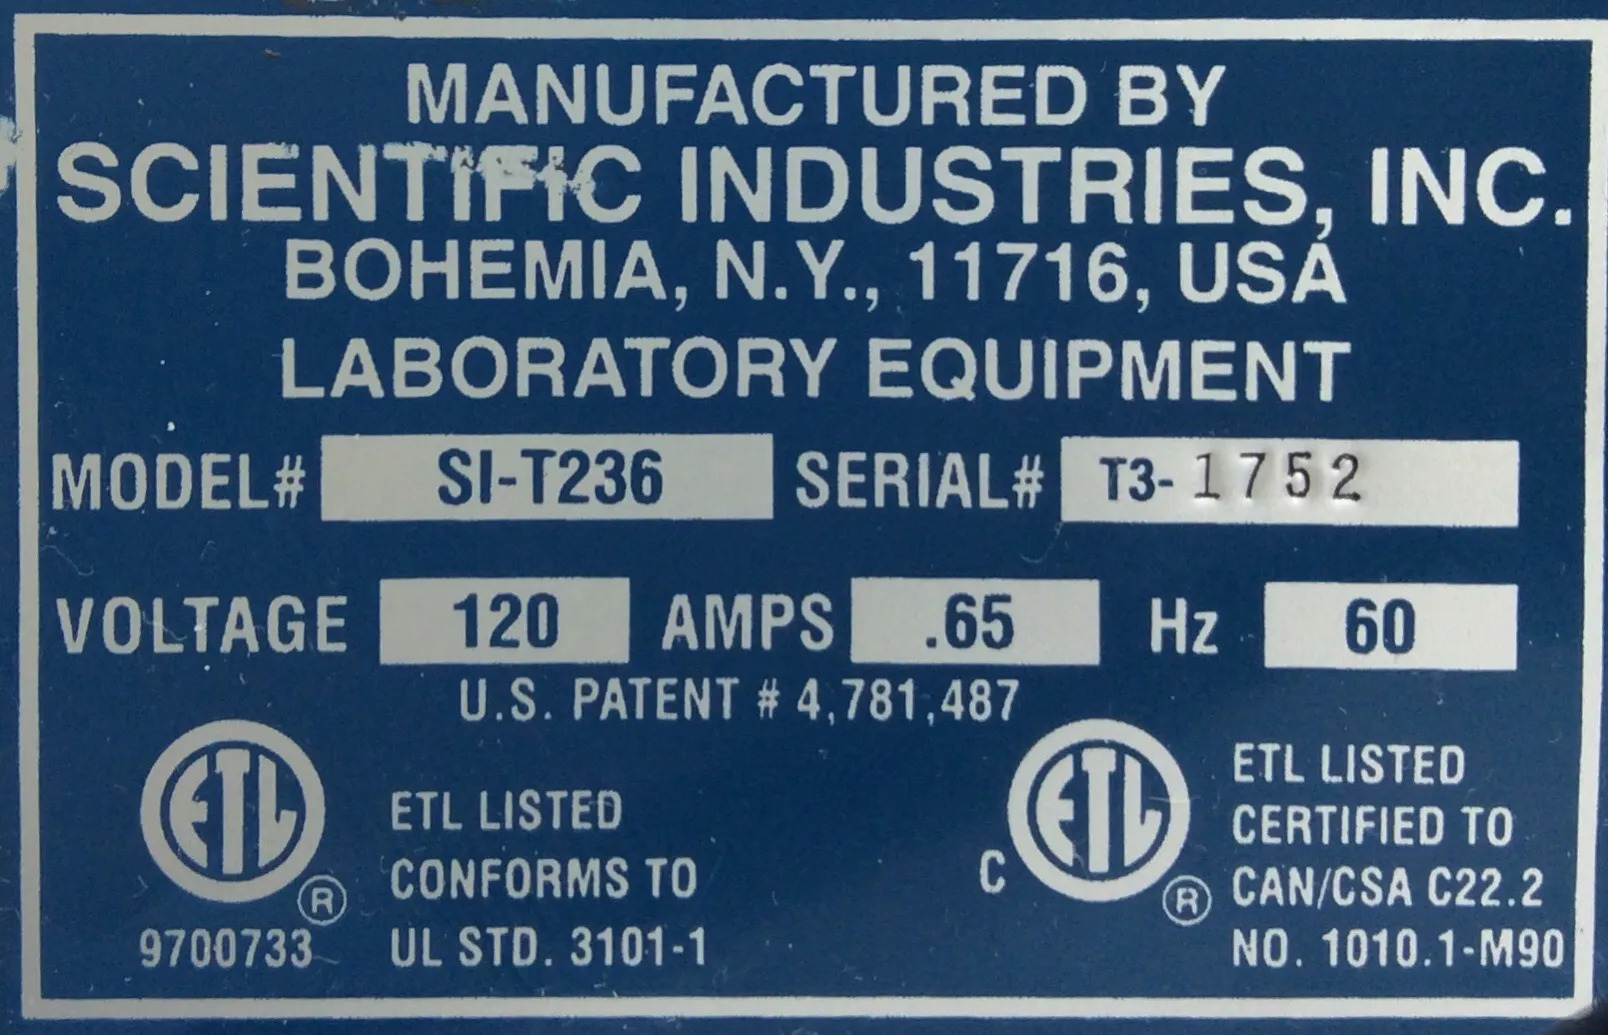 MANUFACTURED BY
SCIENTIFIC INDUSTRIES, INC.
BOHEMIA, N.Y., 11716, USA
LABORATORY EQUIPMENT
MODEL# SI-T236 SERIAL# T3-1752
VOLTAGE 120 AMPS .65 Hz 60
U.S. PATENT # 4,781,487
ETL ®
9700733
ETL LISTED
CONFORMS TO
UL STD. 3101-1
C ETL ®
ETL LISTED
CERTIFIED TO
CAN/CSA C22.2
NO. 1010.1-M90